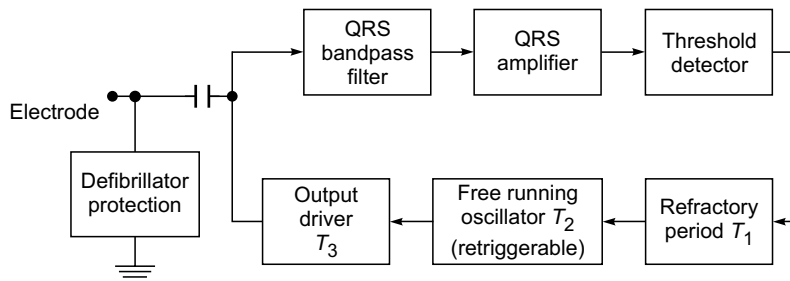 QRS
bandpass
filter
QRS
amplifier
Threshold
detector
Electrode
Defibrillator
protection
Output
driver
T₃
Free running
oscillator T₂
(retriggerable)
Refractory
period T₁